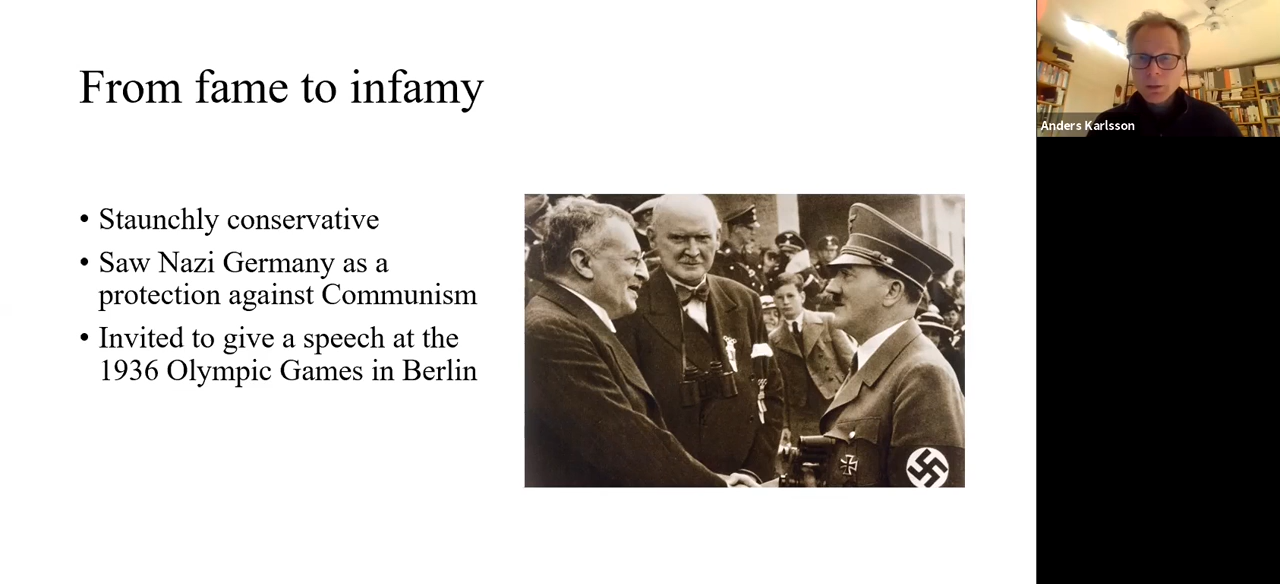 From fame to infamy
• Staunchly conservative
• Saw Nazi Germany as a
protection against Communism
• Invited to give a speech at the
1936 Olympic Games in Berlin
Anders Karlsson